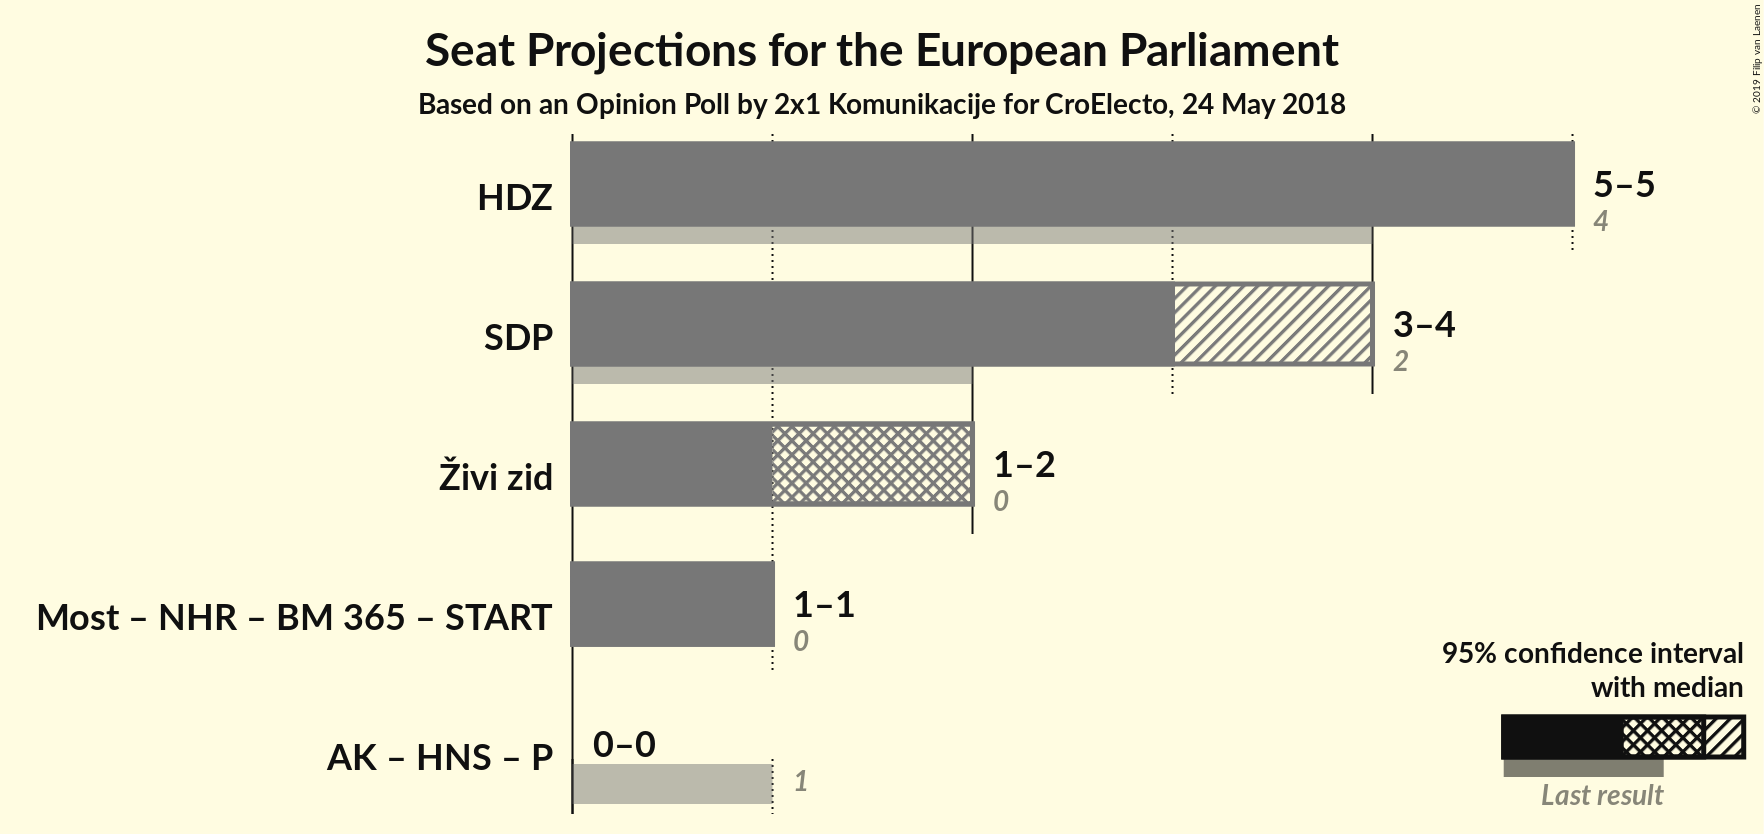 Seat Projections for the European Parliament
Based on an Opinion Poll by 2x1 Komunikacije for CroElecto, 24 May 2018
© 2019 Filip van Laenen
HDZ
5–5
4
SDP
3–4
2
Živi zid
1–2
0
Most – NHR – BM 365 – START
1–1
0
AK – HNS – P
0–0
1
95% confidence interval
with median
Last result